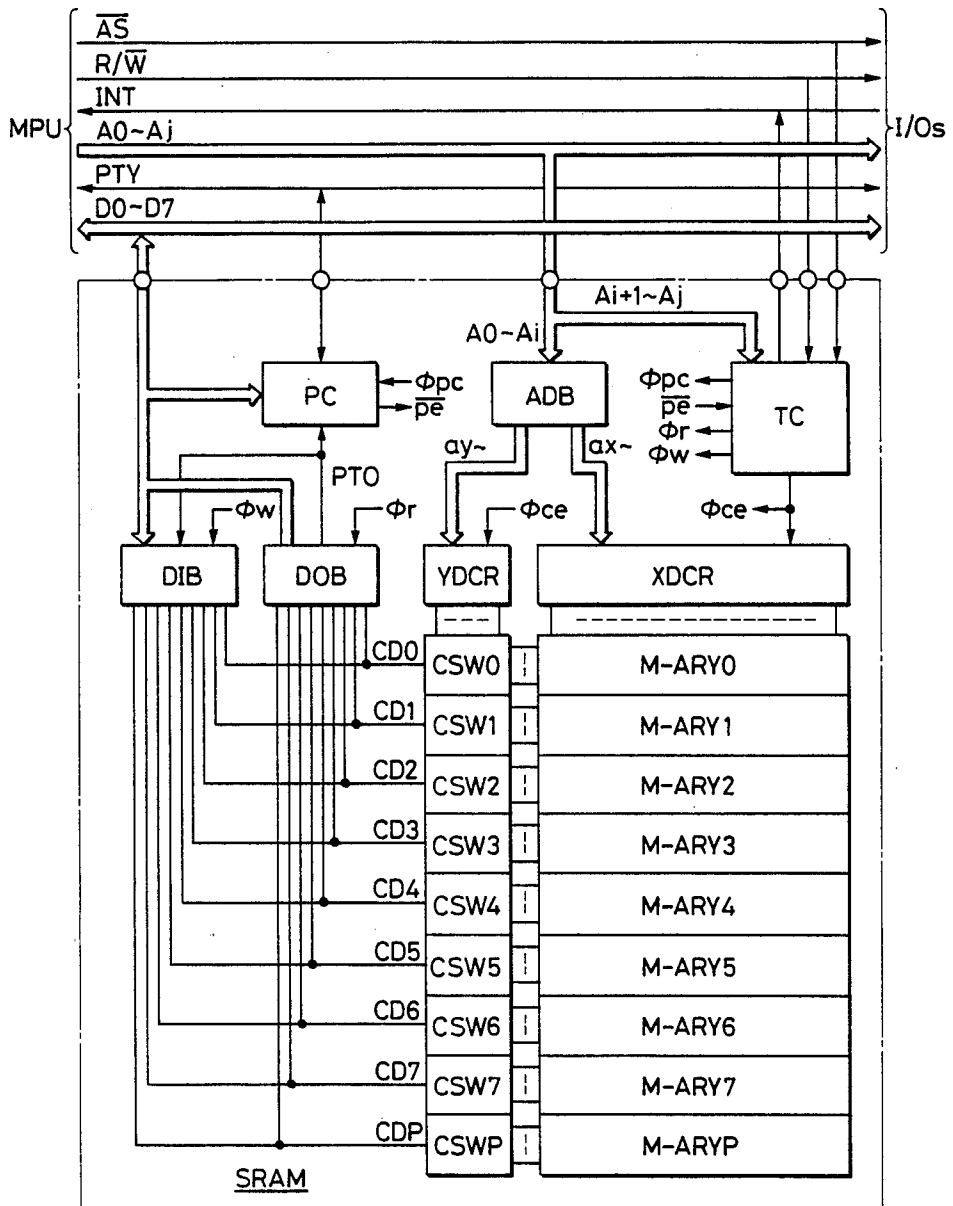 A̅S̅
R/W̅
INT
MPU
A0~Aj
I/Os
PTY
D0~D7
Ai+1~Aj
A0~Ai
PC
ϕpc
p̅e̅
ADB
ϕpc
p̅e̅
ϕr
ϕw
TC
ay~
ax~
PTO
ϕw
ϕr
ϕce
ϕce
DIB
DOB
YDCR
XDCR
CD0
CSW0
M-ARY0
CD1
CSW1
M-ARY1
CD2
CSW2
M-ARY2
CD3
CSW3
M-ARY3
CD4
CSW4
M-ARY4
CD5
CSW5
M-ARY5
CD6
CSW6
M-ARY6
CD7
CSW7
M-ARY7
CDP
CSWP
M-ARYP
SRAM